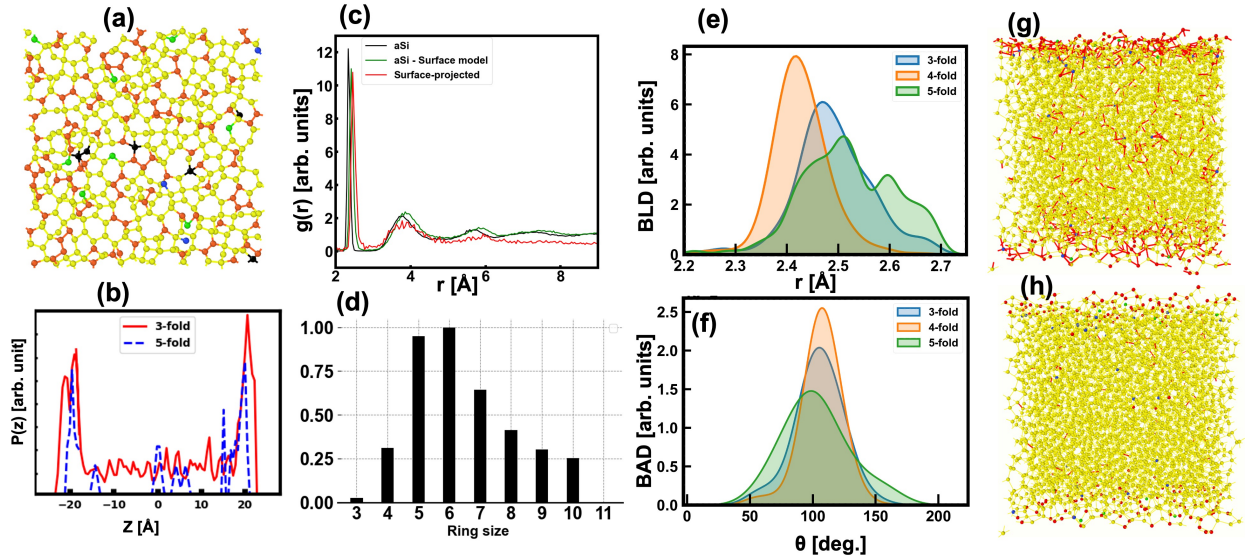 (a)
(b)
P(z) [arb. unit]
3-fold
5-fold
−20
−10
0
10
20
Z [Å]
(c)
g(r) [arb. units]
aSi
aSi - Surface model
Surface-projected
12
10
8
6
4
2
0
2
4
6
8
r [Å]
(d)
1.00
0.75
0.50
0.25
0.00
3
4
5
6
7
8
9
10
11
Ring size
(e)
BLD [arb. units]
3-fold
4-fold
5-fold
8
6
4
2
0
2.2
2.3
2.4
2.5
2.6
2.7
r [Å]
(f)
BAD [arb. units]
3-fold
4-fold
5-fold
2.5
2.0
1.5
1.0
0.5
0.0
0
50
100
150
200
θ [deg.]
(g)
(h)